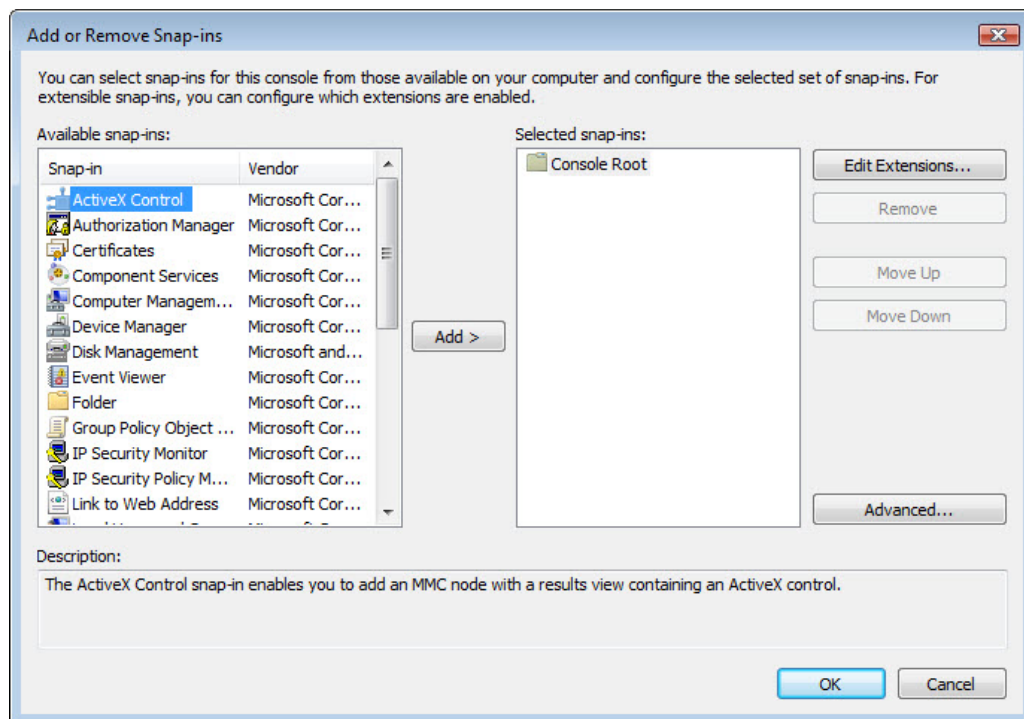 Add or Remove Snap-ins
You can select snap-ins for this console from those available on your computer and configure the selected set of snap-ins. For
extensible snap-ins, you can configure which extensions are enabled.
Available snap-ins:
Snap-in Vendor
ActiveX Control Microsoft Cor...
Authorization Manager Microsoft Cor...
Certificates Microsoft Cor...
Component Services Microsoft Cor...
Computer Managem... Microsoft Cor...
Device Manager Microsoft Cor...
Disk Management Microsoft and...
Event Viewer Microsoft Cor...
Folder Microsoft Cor...
Group Policy Object ... Microsoft Cor...
IP Security Monitor Microsoft Cor...
IP Security Policy M... Microsoft Cor...
Link to Web Address Microsoft Cor...
Add >
Selected snap-ins:
Console Root
Edit Extensions...
Remove
Move Up
Move Down
Advanced...
Description:
The ActiveX Control snap-in enables you to add an MMC node with a results view containing an ActiveX control.
OK
Cancel